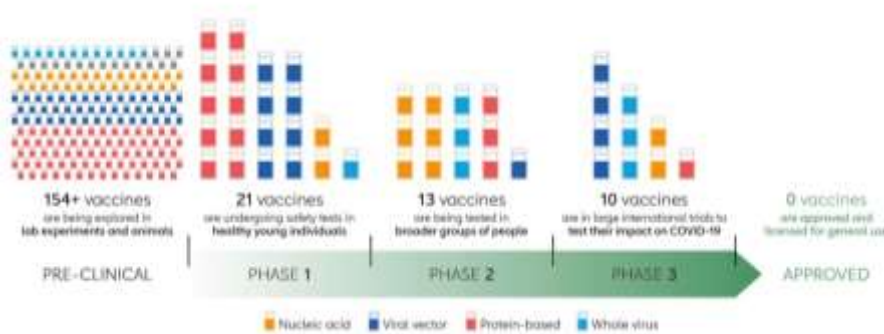 154+ vaccines
are being explored in
lab experiments and animals
21 vaccines
are undergoing safety tests in
healthy young individuals
13 vaccines
are being tested in
broader groups of people
10 vaccines
are in large international trials to
test their impact on COVID-19
0 vaccines
are approved and
licensed for general us
PRE-CLINICAL
PHASE 1
PHASE 2
PHASE 3
APPROVED
Nucleic acid
Viral vector
Protein-based
Whole virus